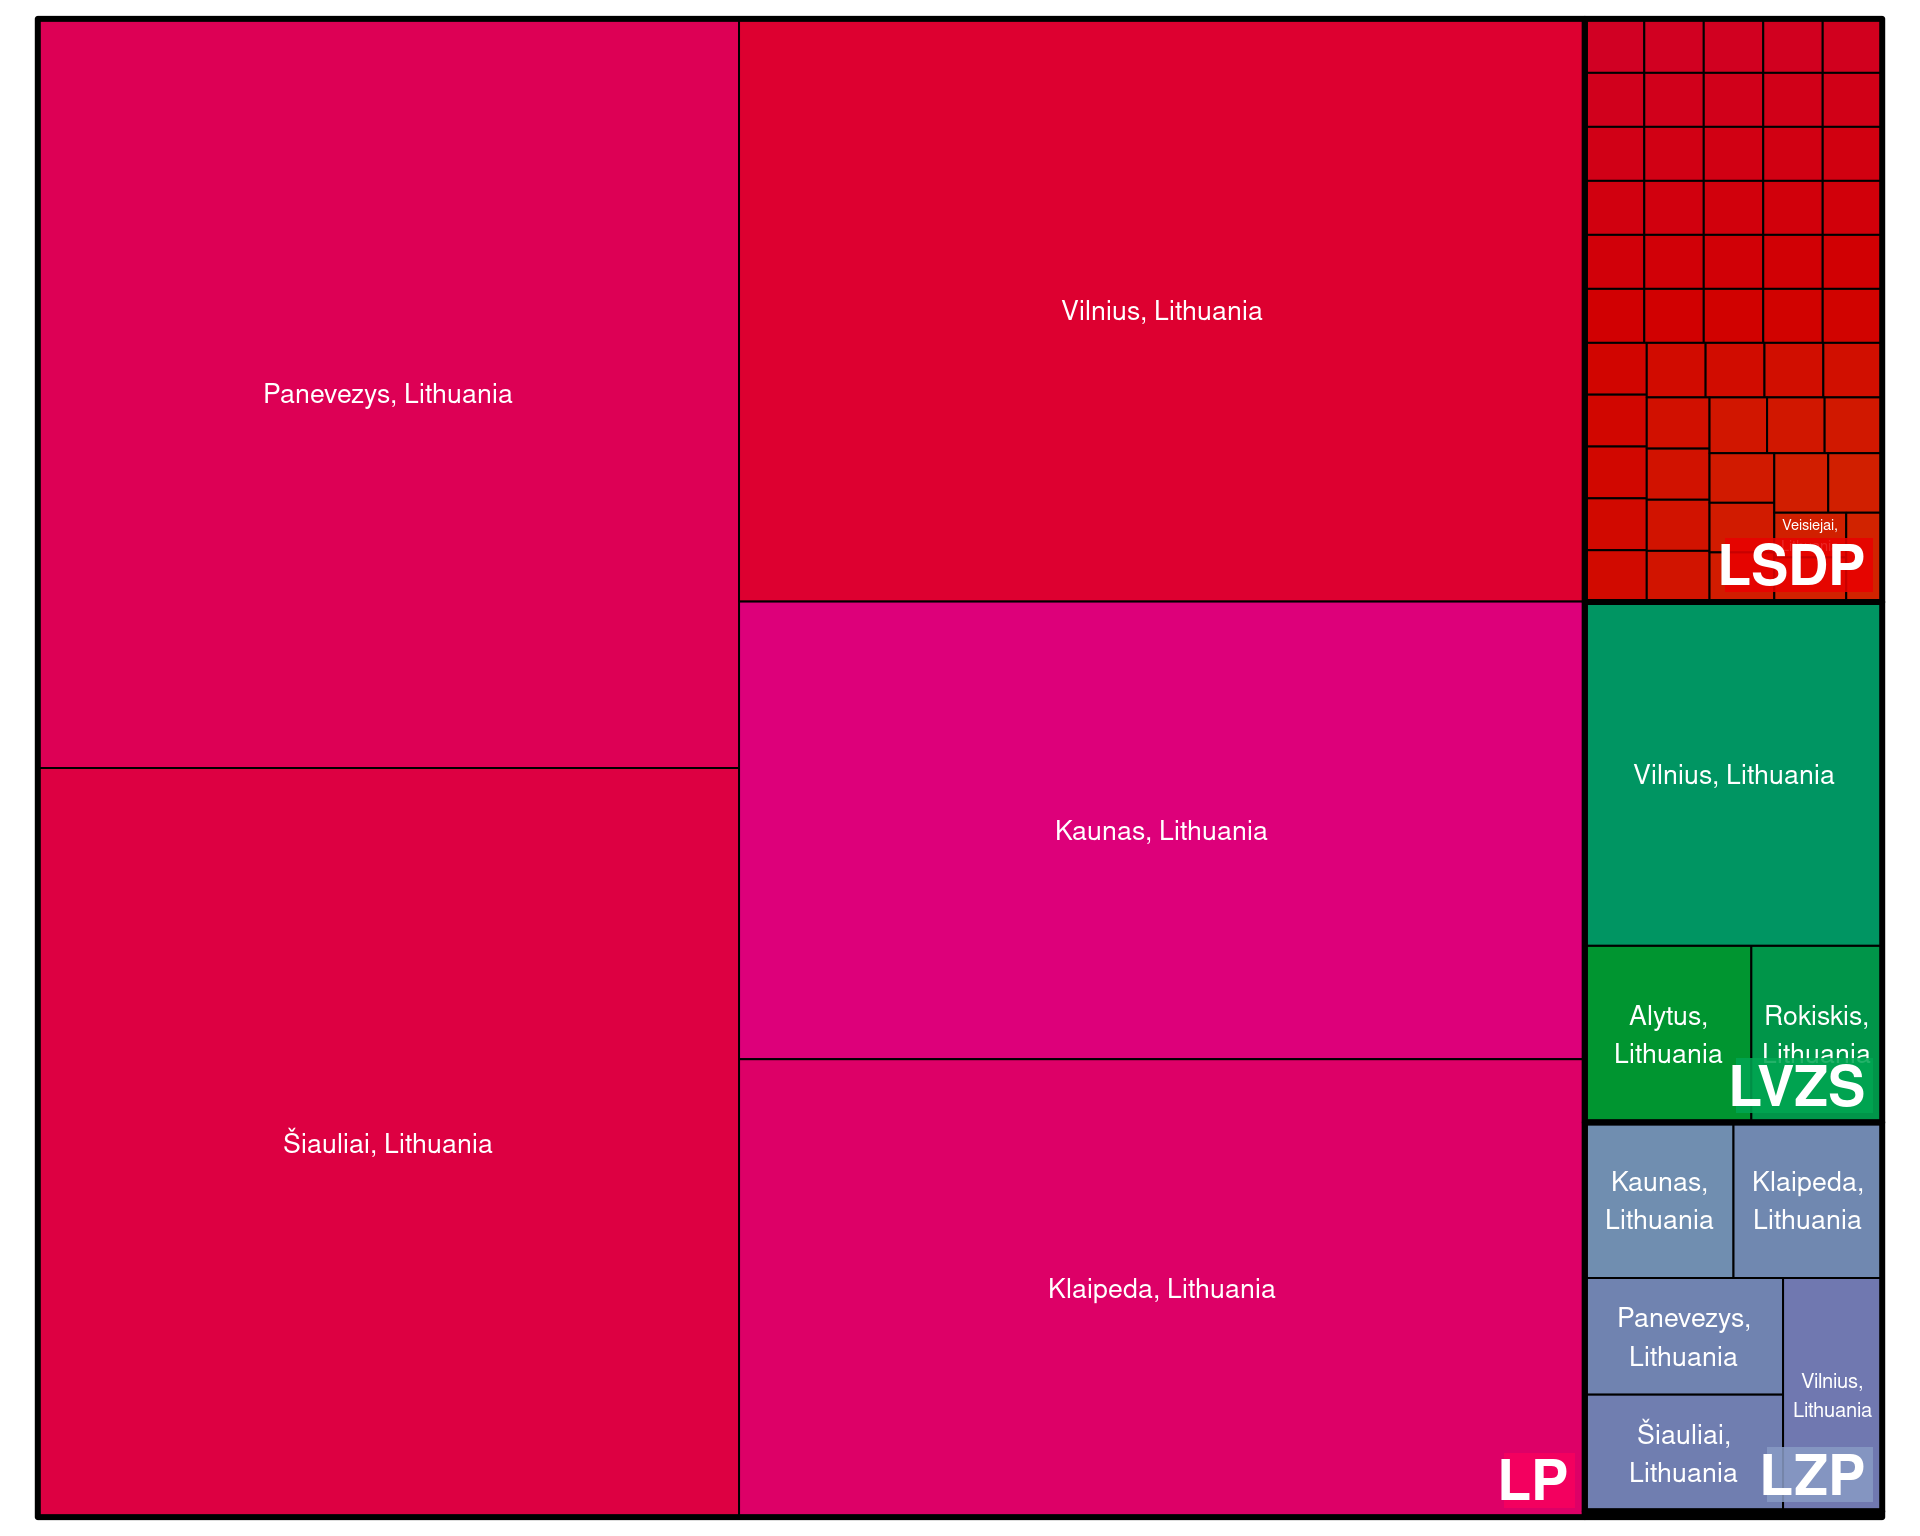 Panevezys, Lithuania
Šiauliai, Lithuania
Vilnius, Lithuania
Kaunas, Lithuania
Klaipeda, Lithuania
LP
Veisiejai,
LSDP
Vilnius, Lithuania
Alytus,
Lithuania
Rokiskis,
Lithuania
LVZS
Kaunas,
Lithuania
Klaipeda,
Lithuania
Panevezys,
Lithuania
Šiauliai,
Lithuania
Vilnius,
Lithuania
LZP